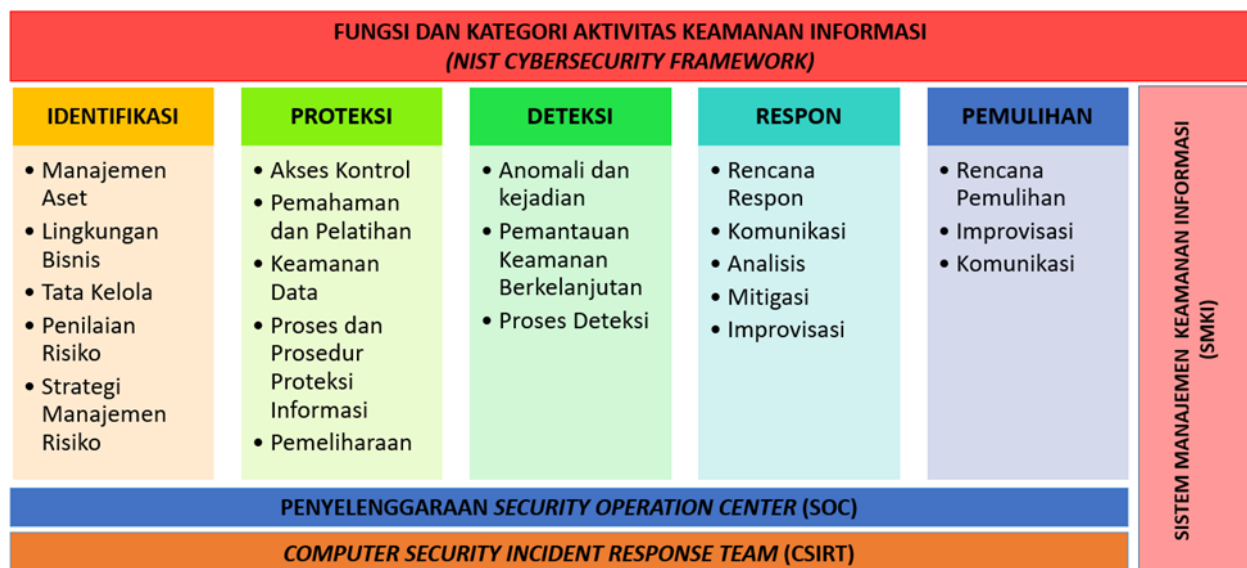 FUNGSI DAN KATEGORI AKTIVITAS KEAMANAN INFORMASI
(NIST CYBERSECURITY FRAMEWORK)
IDENTIFIKASI
• Manajemen
Aset
• Lingkungan
Bisnis
• Tata Kelola
• Penilaian
Risiko
• Strategi
Manajemen
Risiko
PROTEKSI
• Akses Kontrol
• Pemahaman
dan Pelatihan
• Keamanan
Data
• Proses dan
Prosedur
Proteksi
Informasi
• Pemeliharaan
DETEKSI
• Anomali dan
kejadian
• Pemantauan
Keamanan
Berkelanjutan
• Proses Deteksi
RESPON
• Rencana
Respon
• Komunikasi
• Analisis
• Mitigasi
• Improvisasi
PEMULIHAN
• Rencana
Pemulihan
• Improvisasi
• Komunikasi
SISTEM MANAJEMEN KEAMANAN INFORMASI
(SMKI)
PENYELENGGARAAN SECURITY OPERATION CENTER (SOC)
COMPUTER SECURITY INCIDENT RESPONSE TEAM (CSIRT)